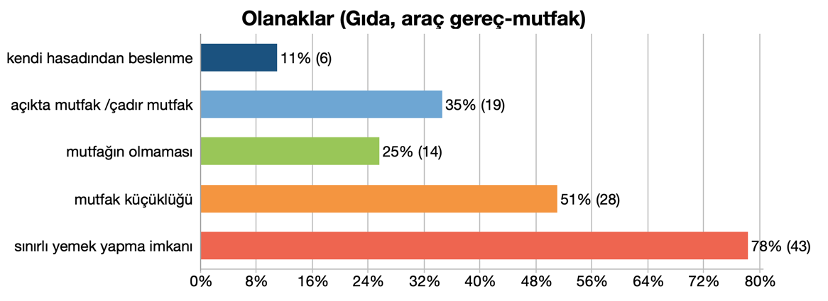 Olanaklar (Gıda, araç gereç-mutfak)
kendi hasadından beslenme 11% (6)
açıkta mutfak /çadır mutfak 35% (19)
mutfağın olmaması 25% (14)
mutfak küçüklüğü 51% (28)
sınırlı yemek yapma imkanı 78% (43)
0% 8% 16% 24% 32% 40% 48% 56% 64% 72% 80%